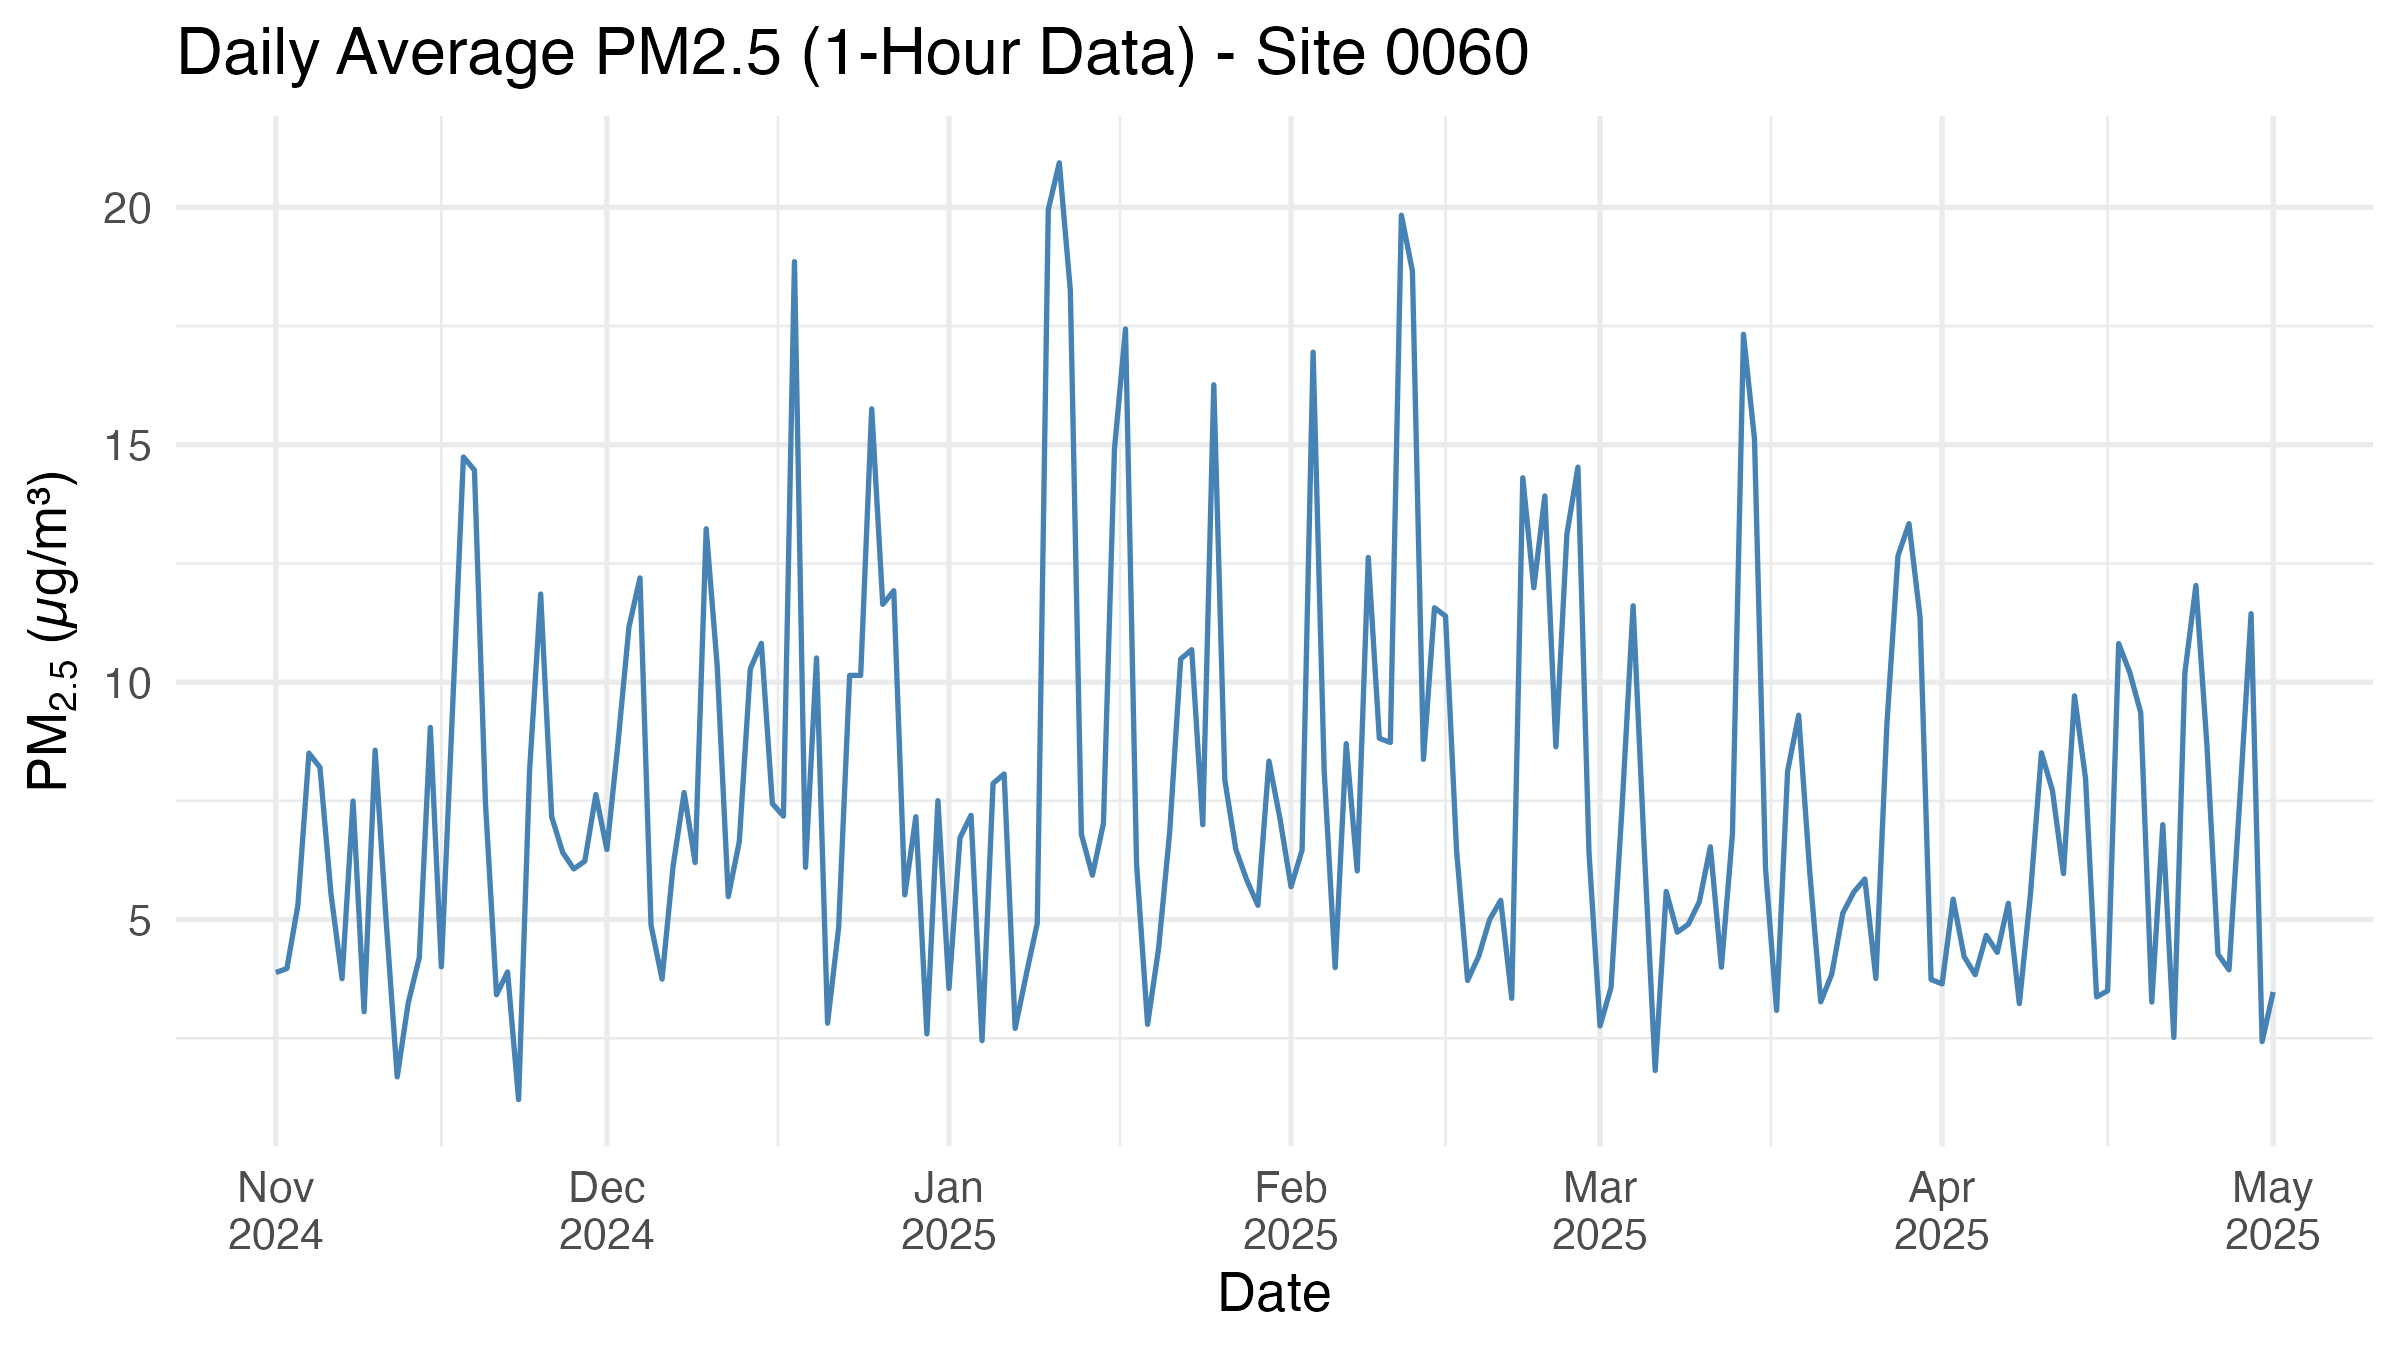 Daily Average PM2.5 (1-Hour Data) - Site 0060
PM₂.₅ (µg/m³)
20
15
10
5
Nov 2024
Dec 2024
Jan 2025
Feb 2025
Mar 2025
Apr 2025
May 2025
Date